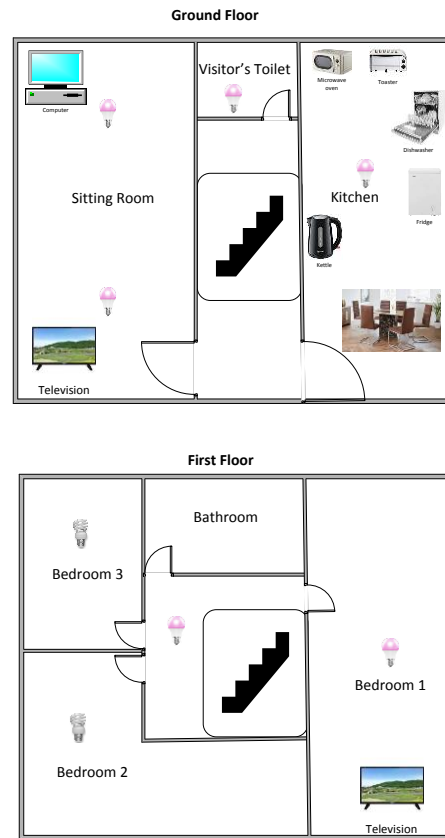 Ground Floor
Visitor's Toilet
Microwave
oven
Toaster
Computer
Dishwasher
Sitting Room
Kitchen
Fridge
Kettle
Television
First Floor
Bathroom
Bedroom 3
Bedroom 1
Bedroom 2
Television